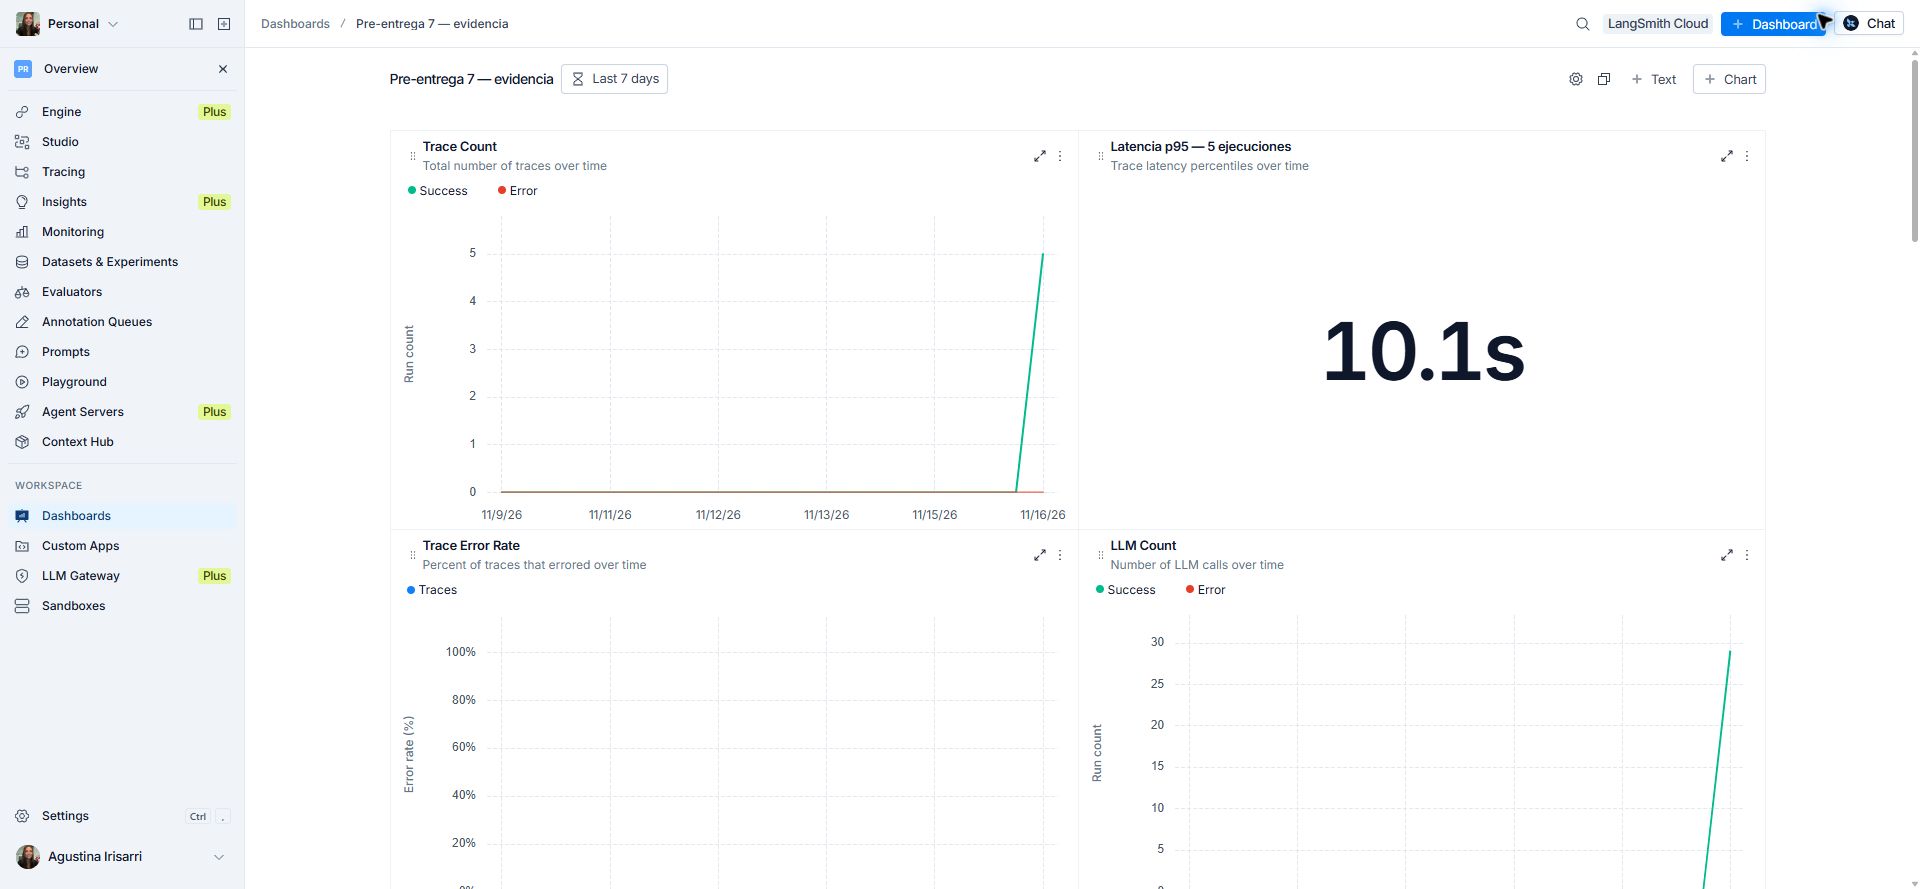 Personal
PR Overview
Engine Plus
Studio
Tracing
Insights Plus
Monitoring
Datasets & Experiments
Evaluators
Annotation Queues
Prompts
Playground
Agent Servers Plus
Context Hub
WORKSPACE
Dashboards
Custom Apps
LLM Gateway Plus
Sandboxes
Settings Ctrl .
Agustina Irisarri
Dashboards / Pre-entrega 7 — evidencia
LangSmith Cloud
+ Dashboard
Chat
Pre-entrega 7 — evidencia
Last 7 days
+ Text
+ Chart
Trace Count
Total number of traces over time
Success Error
Run count
5
4
3
2
1
0
11/9/26 11/11/26 11/12/26 11/13/26 11/15/26 11/16/26
Latencia p95 — 5 ejecuciones
Trace latency percentiles over time
10.1s
Trace Error Rate
Percent of traces that errored over time
Traces
Error rate (%)
100%
80%
60%
40%
20%
0%
LLM Count
Number of LLM calls over time
Success Error
Run count
30
25
20
15
10
5
0